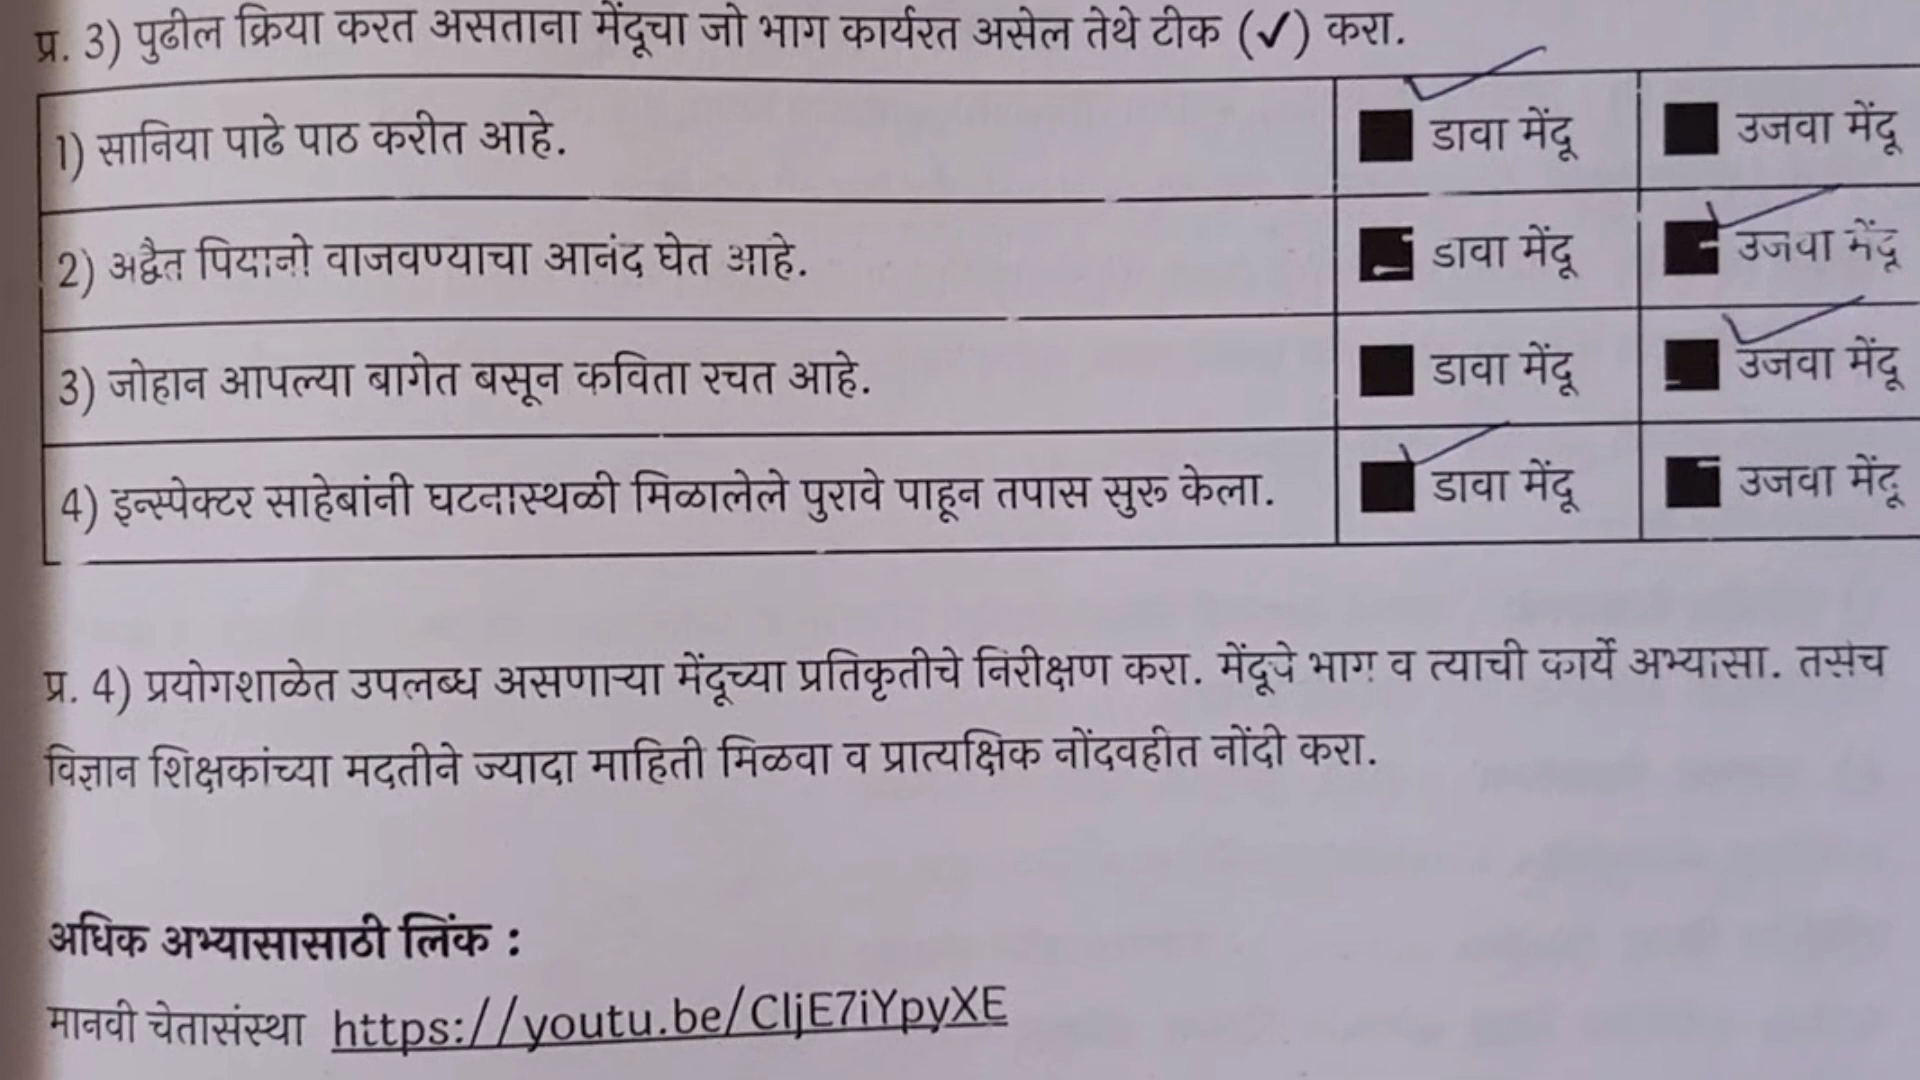 प्र. 3) पुढील क्रिया करत असताना मेंदूचा जो भाग कार्यरत असेल तेथे टीक (✓) करा.
1) सानिया पाढे पाठ करीत आहे. ■ डावा मेंदू ■ उजवा मेंदू
2) अद्वैत पियानो वाजवण्याचा आनंद घेत आहे. ■ डावा मेंदू ■ उजवा मेंदू
3) जोहान आपल्या बागेत बसून कविता रचत आहे. ■ डावा मेंदू ■ उजवा मेंदू
4) इन्स्पेक्टर साहेबांनी घटनास्थळी मिळालेले पुरावे पाहून तपास सुरू केला. ■ डावा मेंदू ■ उजवा मेंदू
प्र. 4) प्रयोगशाळेत उपलब्ध असणाऱ्या मेंदूच्या प्रतिकृतीचे निरीक्षण करा. मेंदूचे भाग व त्याची कार्ये अभ्यासा. तसेच
विज्ञान शिक्षकांच्या मदतीने ज्यादा माहिती मिळवा व प्रात्यक्षिक नोंदवहीत नोंदी करा.
अधिक अभ्यासासाठी लिंक :
मानवी चेतासंस्था https://youtu.be/CljE7iYpyXE